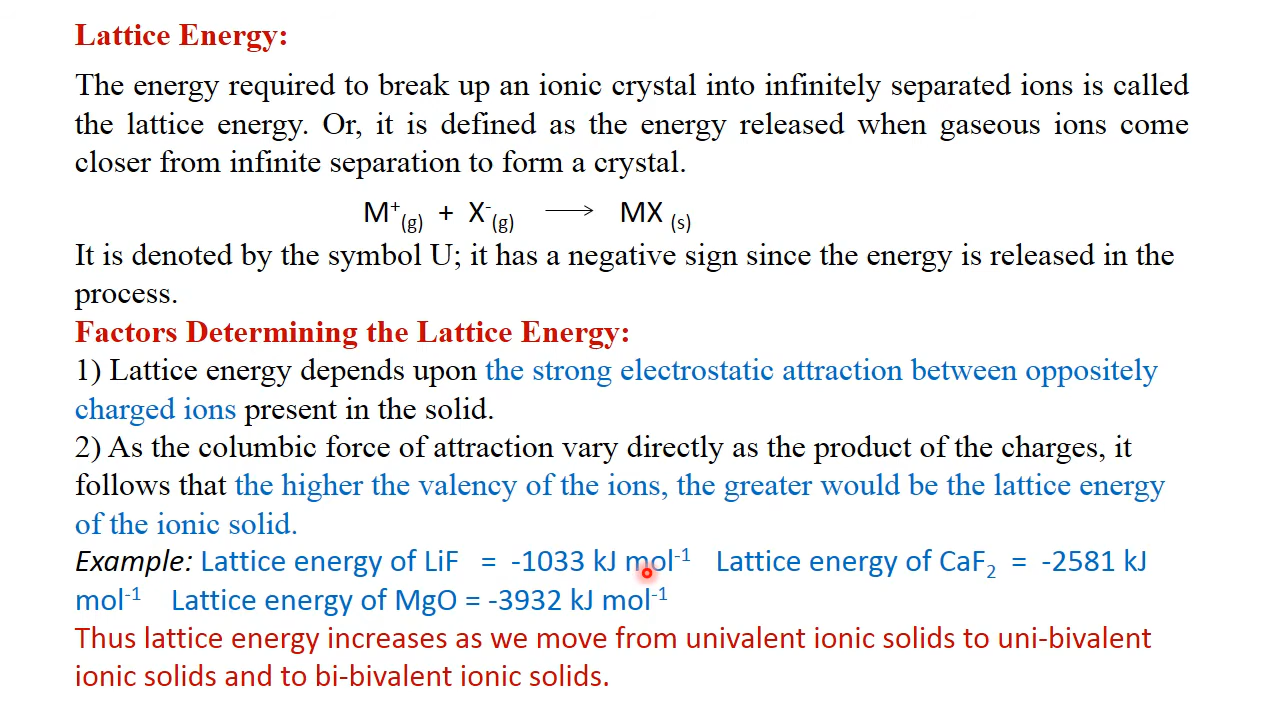 Lattice Energy:
The energy required to break up an ionic crystal into infinitely separated ions is called
the lattice energy. Or, it is defined as the energy released when gaseous ions come
closer from infinite separation to form a crystal.
M⁺(g) + X⁻(g) ⟶ MX (s)
It is denoted by the symbol U; it has a negative sign since the energy is released in the
process.
Factors Determining the Lattice Energy:
1) Lattice energy depends upon the strong electrostatic attraction between oppositely
charged ions present in the solid.
2) As the columbic force of attraction vary directly as the product of the charges, it
follows that the higher the valency of the ions, the greater would be the lattice energy
of the ionic solid.
Example: Lattice energy of LiF = -1033 kJ mol⁻¹ Lattice energy of CaF₂ = -2581 kJ
mol⁻¹ Lattice energy of MgO = -3932 kJ mol⁻¹
Thus lattice energy increases as we move from univalent ionic solids to uni-bivalent
ionic solids and to bi-bivalent ionic solids.